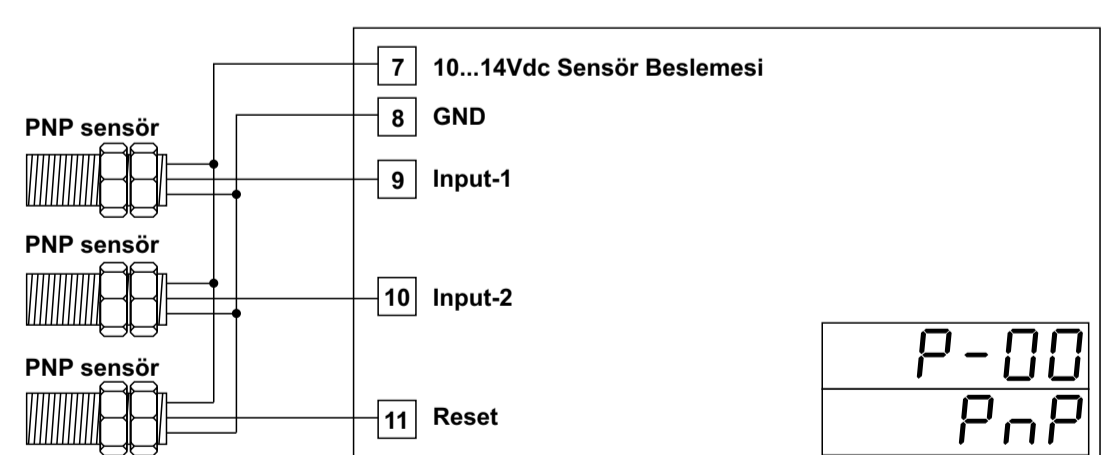 7 10...14Vdc Sensör Beslemesi
8 GND
PNP sensör
9 Input-1
PNP sensör
10 Input-2
P-00
PNP sensör
PnP
11 Reset